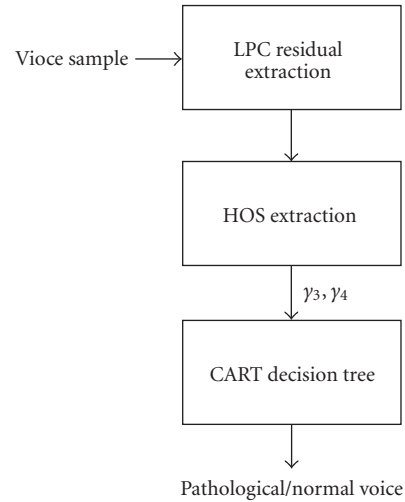 LPC residual
extraction
Vioce sample
HOS extraction
γ3, γ4
CART decision tree
Pathological/normal voice